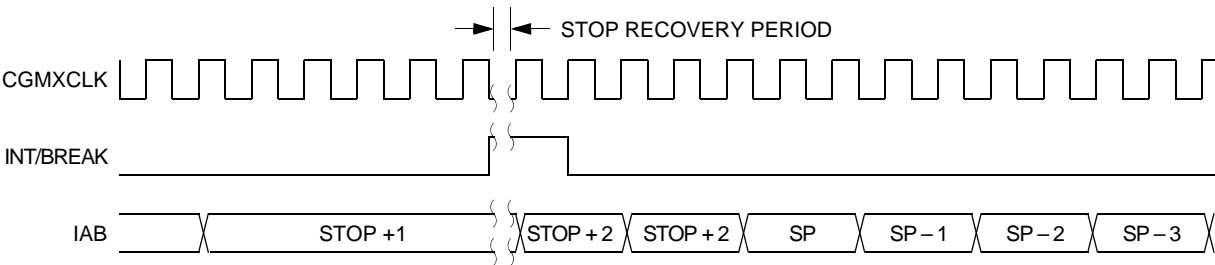 STOP RECOVERY PERIOD
CGMXCLK
INT/BREAK
IAB
STOP +1
STOP + 2
STOP + 2
SP
SP – 1
SP – 2
SP – 3